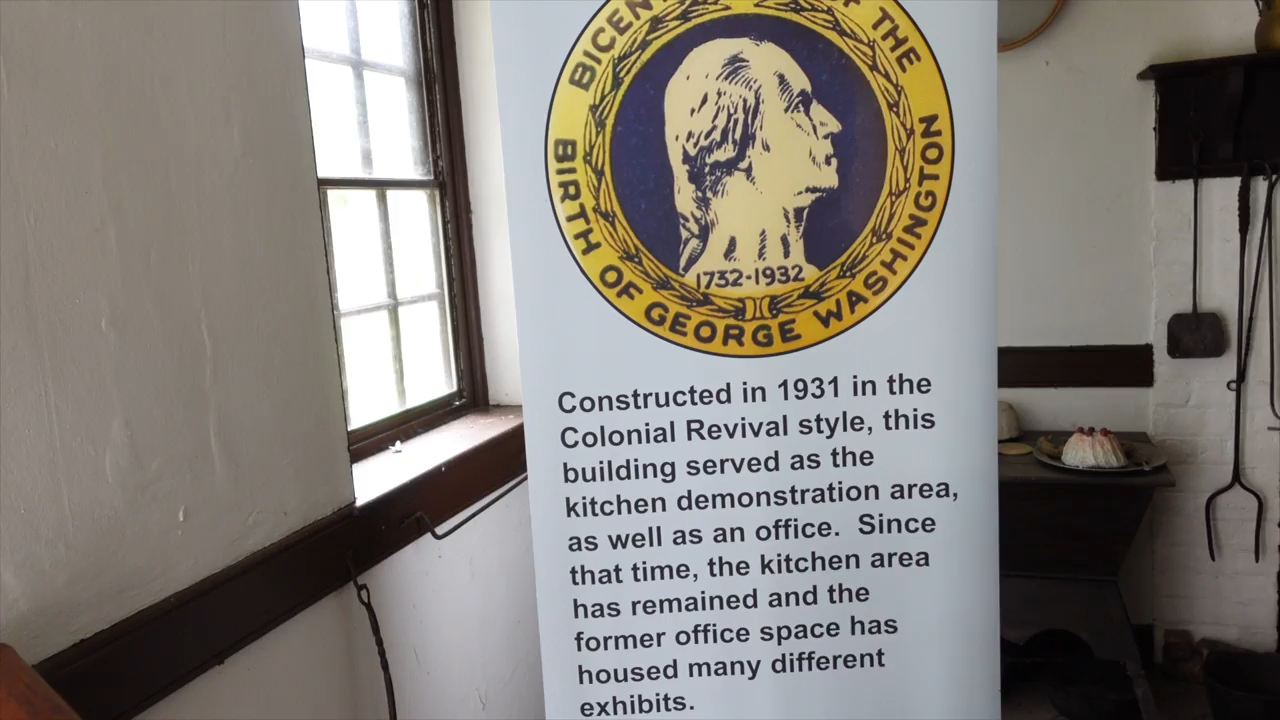 BICEN
F THE
BIRTH OF GEORGE WASHINGTON
1732-1932
Constructed in 1931 in the
Colonial Revival style, this
building served as the
kitchen demonstration area,
as well as an office. Since
that time, the kitchen area
has remained and the
former office space has
housed many different
exhibits.